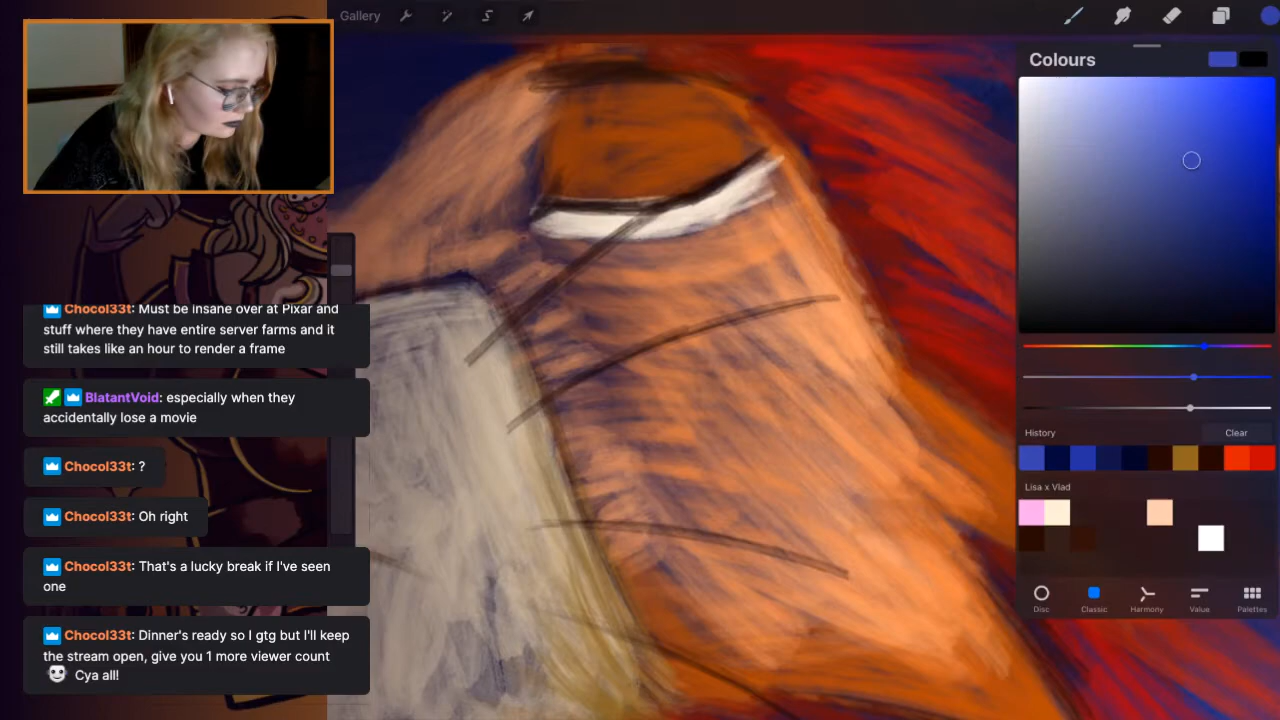 Gallery
Colours
Chocol33t: Must be insane over at Pixar and
stuff where they have entire server farms and it
still takes like an hour to render a frame
BlatantVoid: especially when they
accidentally lose a movie
Chocol33t: ?
Chocol33t: Oh right
Chocol33t: That's a lucky break if I've seen
one
Chocol33t: Dinner's ready so I gtg but I'll keep
the stream open, give you 1 more viewer count
Cya all!
History
Clear
Lisa x Vlad
Disc
Classic
Harmony
Value
Palettes